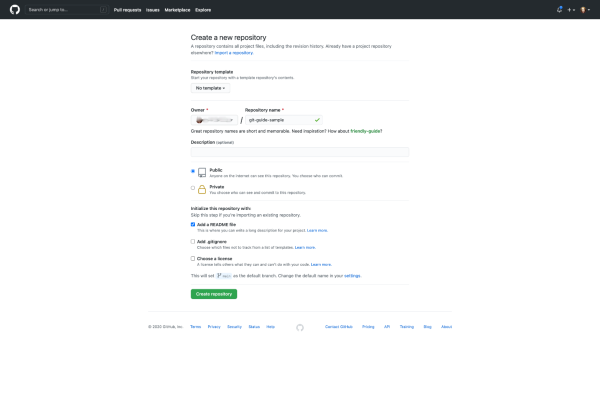 Search or jump to...
/
Pull requests Issues Marketplace Explore
Create a new repository
A repository contains all project files, including the revision history. Already have a project repository
elsewhere? Import a repository.
Repository template
Start your repository with a template repository's contents.
No template
Owner *
Repository name *
/
git-guide-sample
Great repository names are short and memorable. Need inspiration? How about friendly-guide?
Description (optional)
Public
Anyone on the internet can see this repository. You choose who can commit.
Private
You choose who can see and commit to this repository.
Initialize this repository with:
Skip this step if you're importing an existing repository.
Add a README file
This is where you can write a long description for your project. Learn more.
Add .gitignore
Choose which files not to track from a list of templates. Learn more.
Choose a license
A license tells others what they can and can't do with your code. Learn more.
This will set main as the default branch. Change the default name in your settings.
Create repository
© 2020 GitHub, Inc. Terms Privacy Security Status Help Contact GitHub Pricing API Training Blog About